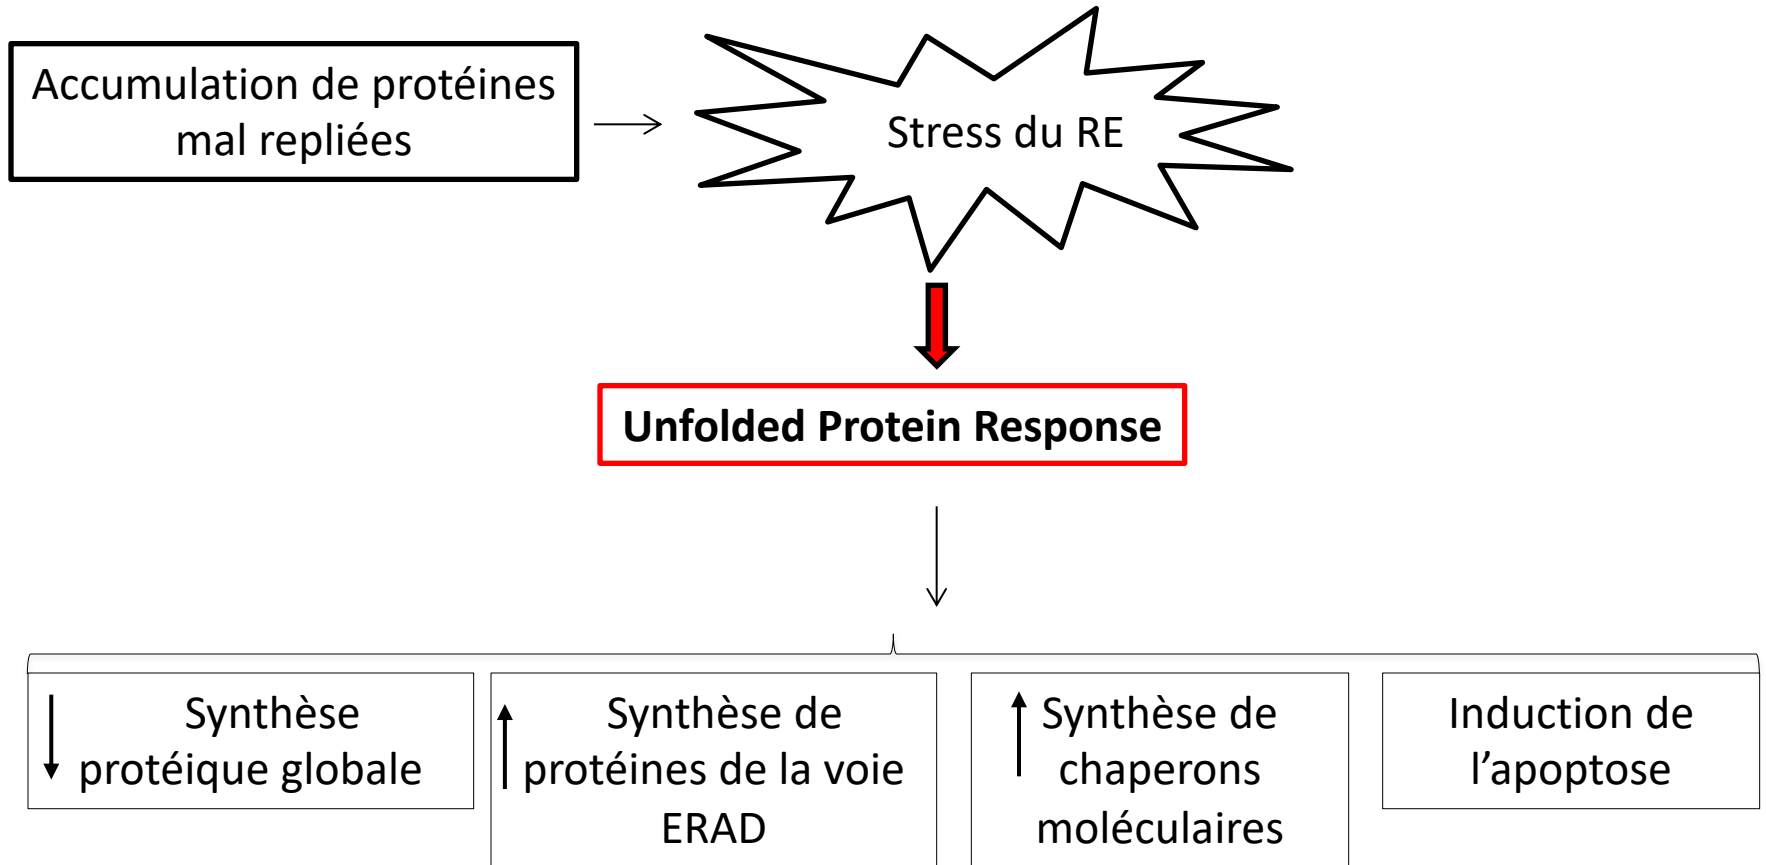 Accumulation de protéines
mal repliées
Stress du RE
Unfolded Protein Response
Synthèse
protéique globale
Synthèse de
protéines de la voie
ERAD
Synthèse de
chaperons
moléculaires
Induction de
l’apoptose